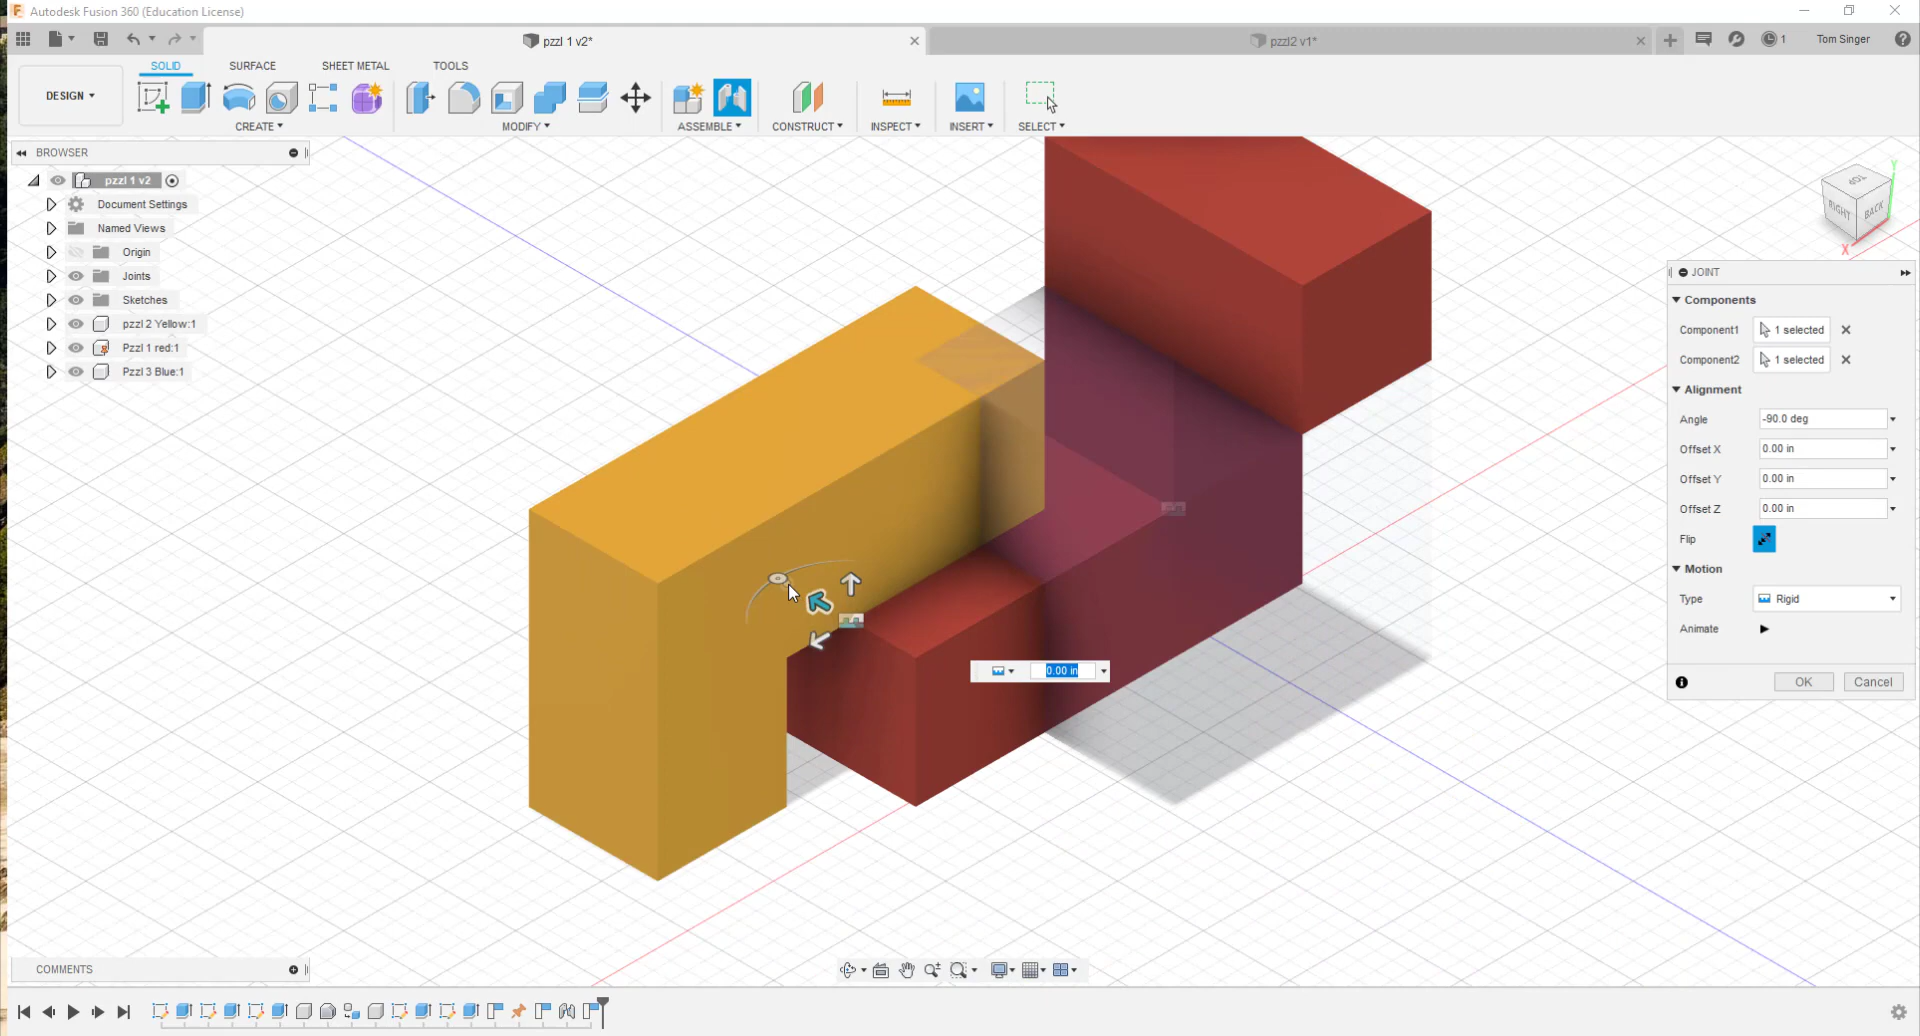 Autodesk Fusion 360 (Education License)
pzzl 1 v2*
pzzl2 v1*
1
Tom Singer
DESIGN
SOLID
SURFACE
SHEET METAL
TOOLS
CREATE
MODIFY
ASSEMBLE
CONSTRUCT
INSPECT
INSERT
SELECT
BROWSER
pzzl 1 v2
Document Settings
Named Views
Origin
Joints
Sketches
pzzl 2 Yellow:1
Pzzl 1 red:1
Pzzl 3 Blue:1
TOP
RIGHT
BACK
Y
X
JOINT
Components
Component1
1 selected
Component2
1 selected
Alignment
Angle
-90.0 deg
Offset X
0.00 in
Offset Y
0.00 in
Offset Z
0.00 in
Flip
Motion
Type
Rigid
Animate
OK
Cancel
0.00 in
COMMENTS